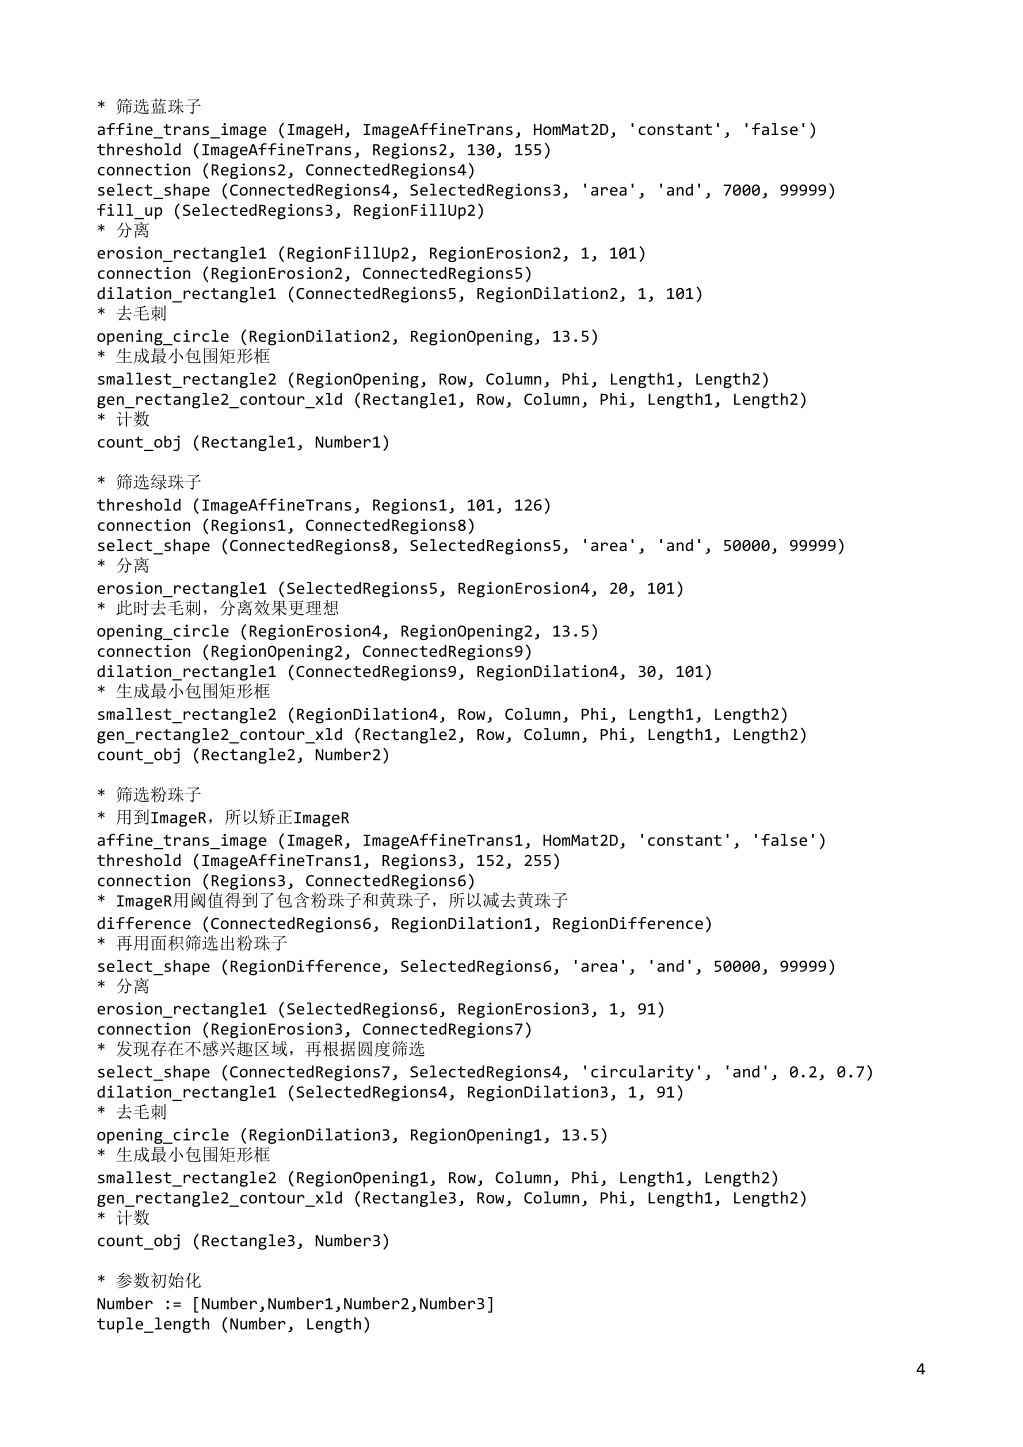 * 筛选蓝珠子
affine_trans_image (ImageH, ImageAffineTrans, HomMat2D, 'constant', 'false')
threshold (ImageAffineTrans, Regions2, 130, 155)
connection (Regions2, ConnectedRegions4)
select_shape (ConnectedRegions4, SelectedRegions3, 'area', 'and', 7000, 99999)
fill_up (SelectedRegions3, RegionFillUp2)
* 分离
erosion_rectangle1 (RegionFillUp2, RegionErosion2, 1, 101)
connection (RegionErosion2, ConnectedRegions5)
dilation_rectangle1 (ConnectedRegions5, RegionDilation2, 1, 101)
* 去毛刺
opening_circle (RegionDilation2, RegionOpening, 13.5)
* 生成最小包围矩形框
smallest_rectangle2 (RegionOpening, Row, Column, Phi, Length1, Length2)
gen_rectangle2_contour_xld (Rectangle1, Row, Column, Phi, Length1, Length2)
* 计数
count_obj (Rectangle1, Number1)
* 筛选绿珠子
threshold (ImageAffineTrans, Regions1, 101, 126)
connection (Regions1, ConnectedRegions8)
select_shape (ConnectedRegions8, SelectedRegions5, 'area', 'and', 50000, 99999)
* 分离
erosion_rectangle1 (SelectedRegions5, RegionErosion4, 20, 101)
* 此时去毛刺，分离效果更理想
opening_circle (RegionErosion4, RegionOpening2, 13.5)
connection (RegionOpening2, ConnectedRegions9)
dilation_rectangle1 (ConnectedRegions9, RegionDilation4, 30, 101)
* 生成最小包围矩形框
smallest_rectangle2 (RegionDilation4, Row, Column, Phi, Length1, Length2)
gen_rectangle2_contour_xld (Rectangle2, Row, Column, Phi, Length1, Length2)
count_obj (Rectangle2, Number2)
* 筛选粉珠子
* 用到ImageR，所以矫正ImageR
affine_trans_image (ImageR, ImageAffineTrans1, HomMat2D, 'constant', 'false')
threshold (ImageAffineTrans1, Regions3, 152, 255)
connection (Regions3, ConnectedRegions6)
* ImageR用阈值得到了包含粉珠子和黄珠子，所以减去黄珠子
difference (ConnectedRegions6, RegionDilation1, RegionDifference)
* 再用面积筛选出粉珠子
select_shape (RegionDifference, SelectedRegions6, 'area', 'and', 50000, 99999)
* 分离
erosion_rectangle1 (SelectedRegions6, RegionErosion3, 1, 91)
connection (RegionErosion3, ConnectedRegions7)
* 发现存在不感兴趣区域，再根据圆度筛选
select_shape (ConnectedRegions7, SelectedRegions4, 'circularity', 'and', 0.2, 0.7)
dilation_rectangle1 (SelectedRegions4, RegionDilation3, 1, 91)
* 去毛刺
opening_circle (RegionDilation3, RegionOpening1, 13.5)
* 生成最小包围矩形框
smallest_rectangle2 (RegionOpening1, Row, Column, Phi, Length1, Length2)
gen_rectangle2_contour_xld (Rectangle3, Row, Column, Phi, Length1, Length2)
* 计数
count_obj (Rectangle3, Number3)
* 参数初始化
Number := [Number,Number1,Number2,Number3]
tuple_length (Number, Length)
4